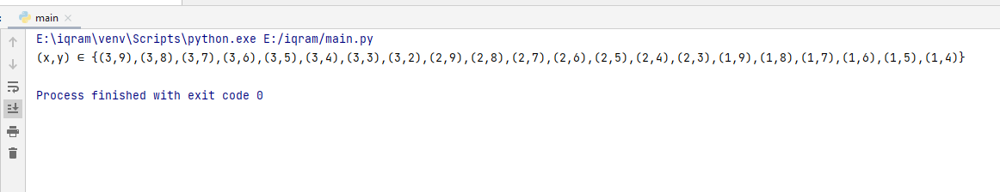 main
E:\iqram\venv\Scripts\python.exe E:/iqram/main.py
(x,y) ∈ {(3,9),(3,8),(3,7),(3,6),(3,5),(3,4),(3,3),(3,2),(2,9),(2,8),(2,7),(2,6),(2,5),(2,4),(2,3),(1,9),(1,8),(1,7),(1,6),(1,5),(1,4)}
Process finished with exit code 0